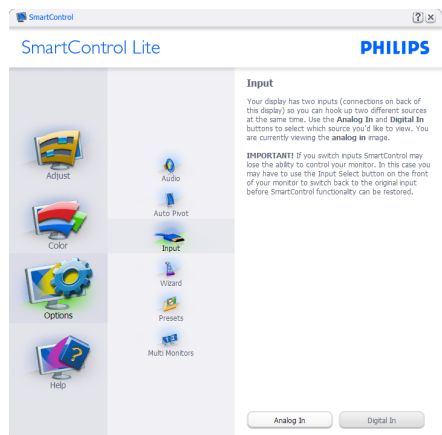 SmartControl
SmartControl Lite
PHILIPS
Adjust
Color
Options
Help
Audio
Auto Pivot
Input
Wizard
Presets
Multi Monitors
Input
Your display has two inputs (connections on back of
this display) so you can hook up two different sources
at the same time. Use the Analog In and Digital In
buttons to select which source you'd like to view. You
are currently viewing the analog in image.
IMPORTANT! If you switch inputs SmartControl may
lose the ability to control your monitor. In this case you
may have to use the Input Select button on the front
of your monitor to switch back to the original input
before SmartControl functionality can be restored.
Analog In
Digital In